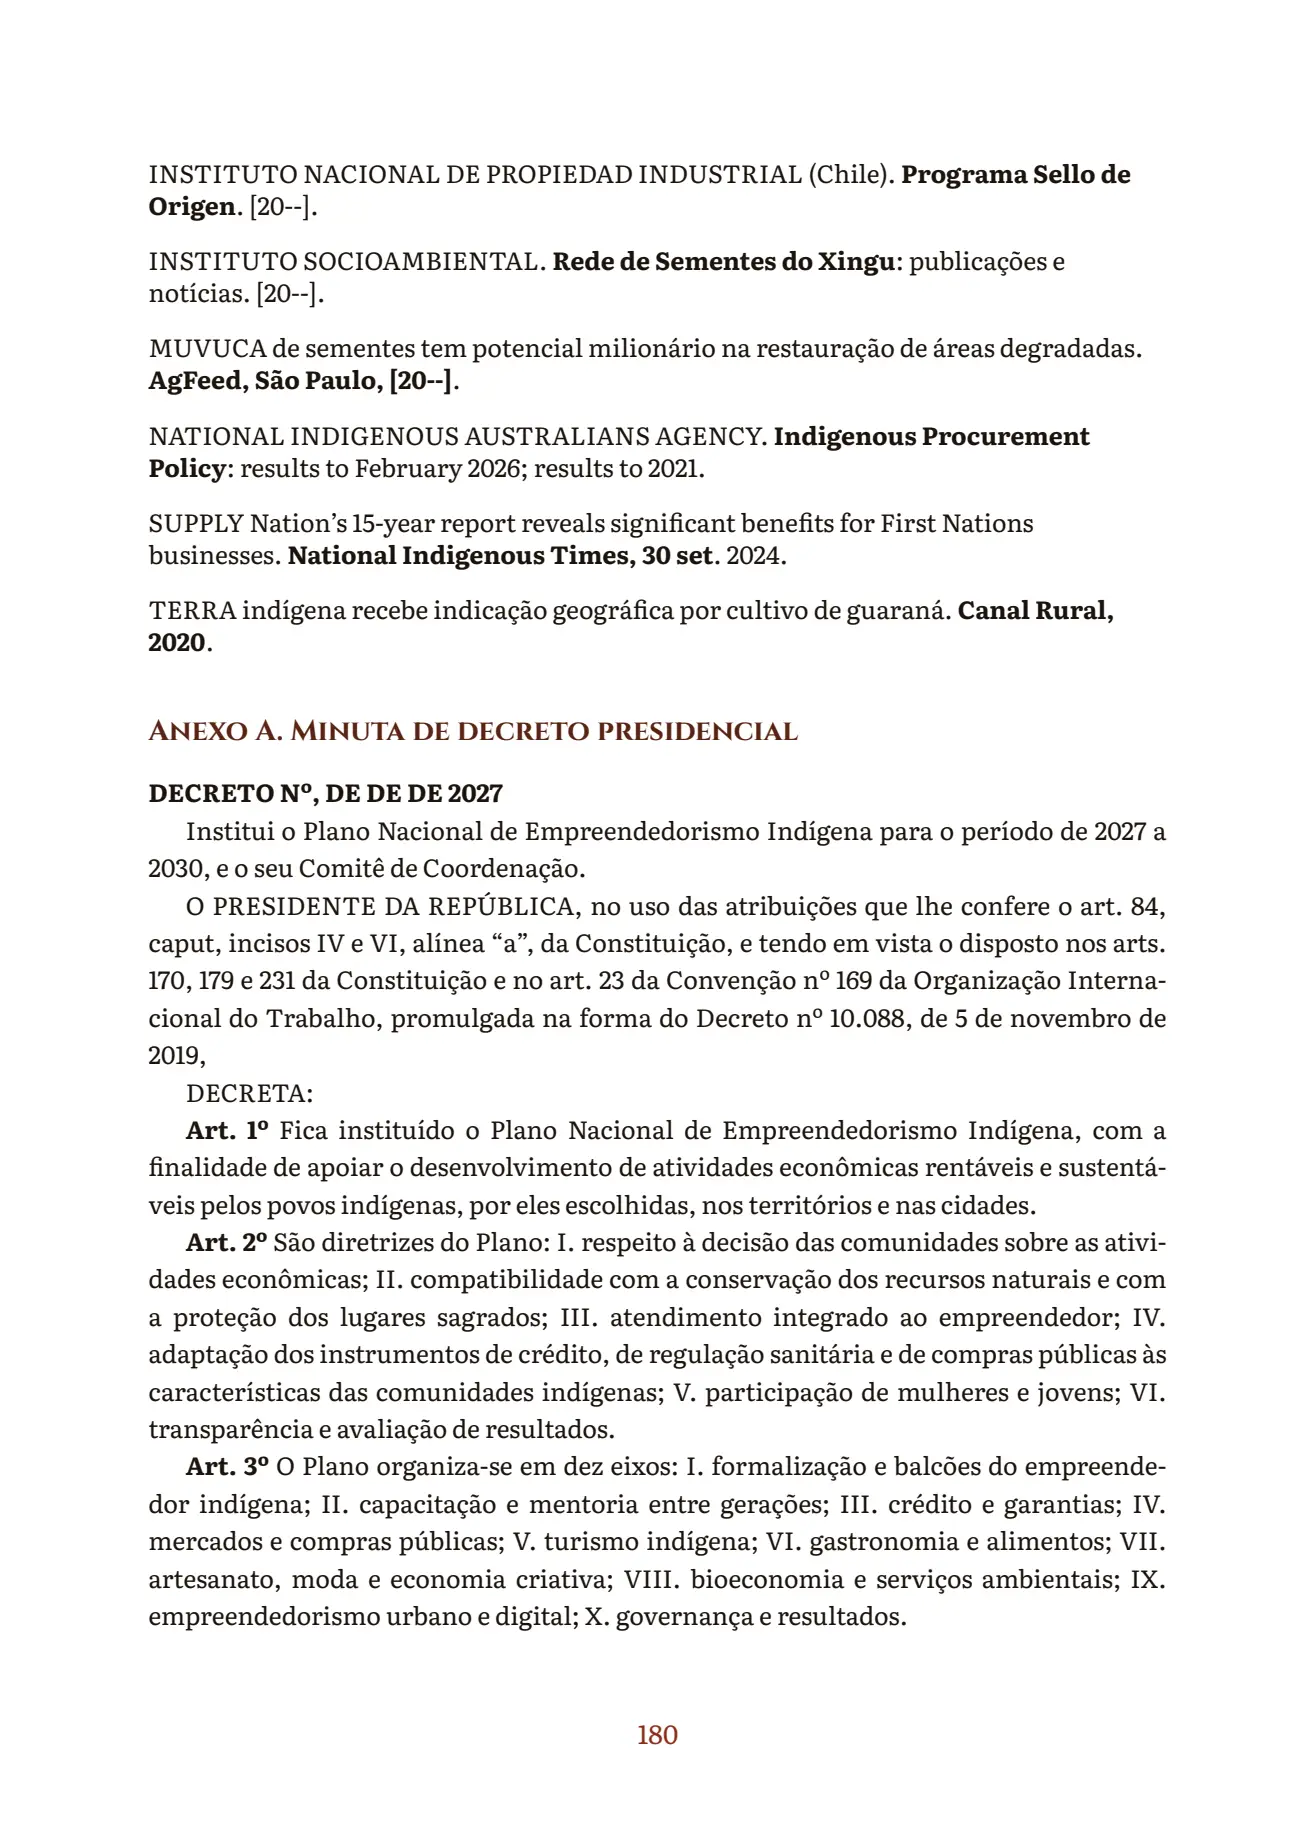 INSTITUTO NACIONAL DE PROPIEDAD INDUSTRIAL (Chile). Programa Sello de
Origen. [20--].
INSTITUTO SOCIOAMBIENTAL. Rede de Sementes do Xingu: publicações e
notícias. [20--].
MUVUCA de sementes tem potencial milionário na restauração de áreas degradadas.
AgFeed, São Paulo, [20--].
NATIONAL INDIGENOUS AUSTRALIANS AGENCY. Indigenous Procurement
Policy: results to February 2026; results to 2021.
SUPPLY Nation’s 15-year report reveals significant benefits for First Nations
businesses. National Indigenous Times, 30 set. 2024.
TERRA indígena recebe indicação geográfica por cultivo de guaraná. Canal Rural,
2020.
Anexo A. Minuta de decreto presidencial
DECRETO Nº, DE DE DE 2027
Institui o Plano Nacional de Empreendedorismo Indígena para o período de 2027 a
2030, e o seu Comitê de Coordenação.
O PRESIDENTE DA REPÚBLICA, no uso das atribuições que lhe confere o art. 84,
caput, incisos IV e VI, alínea “a”, da Constituição, e tendo em vista o disposto nos arts.
170, 179 e 231 da Constituição e no art. 23 da Convenção nº 169 da Organização Interna-
cional do Trabalho, promulgada na forma do Decreto nº 10.088, de 5 de novembro de
2019,
DECRETA:
Art. 1º Fica instituído o Plano Nacional de Empreendedorismo Indígena, com a
finalidade de apoiar o desenvolvimento de atividades econômicas rentáveis e sustentá-
veis pelos povos indígenas, por eles escolhidas, nos territórios e nas cidades.
Art. 2º São diretrizes do Plano: I. respeito à decisão das comunidades sobre as ativi-
dades econômicas; II. compatibilidade com a conservação dos recursos naturais e com
a proteção dos lugares sagrados; III. atendimento integrado ao empreendedor; IV.
adaptação dos instrumentos de crédito, de regulação sanitária e de compras públicas às
características das comunidades indígenas; V. participação de mulheres e jovens; VI.
transparência e avaliação de resultados.
Art. 3º O Plano organiza-se em dez eixos: I. formalização e balcões do empreende-
dor indígena; II. capacitação e mentoria entre gerações; III. crédito e garantias; IV.
mercados e compras públicas; V. turismo indígena; VI. gastronomia e alimentos; VII.
artesanato, moda e economia criativa; VIII. bioeconomia e serviços ambientais; IX.
empreendedorismo urbano e digital; X. governança e resultados.
180